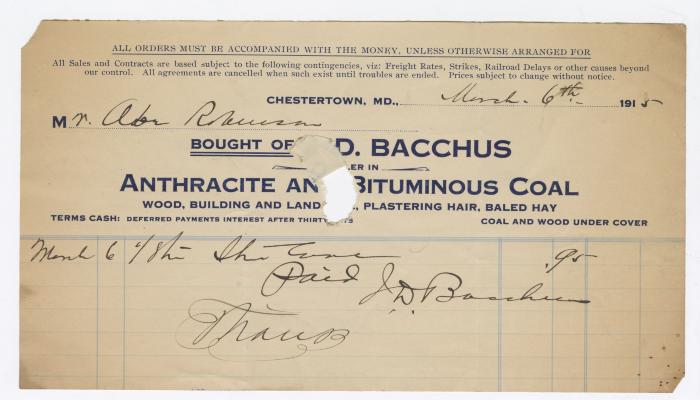 ALL ORDERS MUST BE ACCOMPANIED WITH THE MONEY, UNLESS OTHERWISE ARRANGED FOR
All Sales and Contracts are based subject to the following contingencies, viz: Freight Rates, Strikes, Railroad Delays or other causes beyond
our control. All agreements are cancelled when such exist until troubles are ended. Prices subject to change without notice.
CHESTERTOWN, MD., March. 6th. 1915
Mr. Abe Robinson
BOUGHT OF D. BACCHUS
LER IN
ANTHRACITE AN BITUMINOUS COAL
WOOD, BUILDING AND LAND , PLASTERING HAIR, BALED HAY
TERMS CASH: DEFERRED PAYMENTS INTEREST AFTER THIRTY
COAL AND WOOD UNDER COVER
March 6 .95
Paid J.D. Bacchus
Thanks